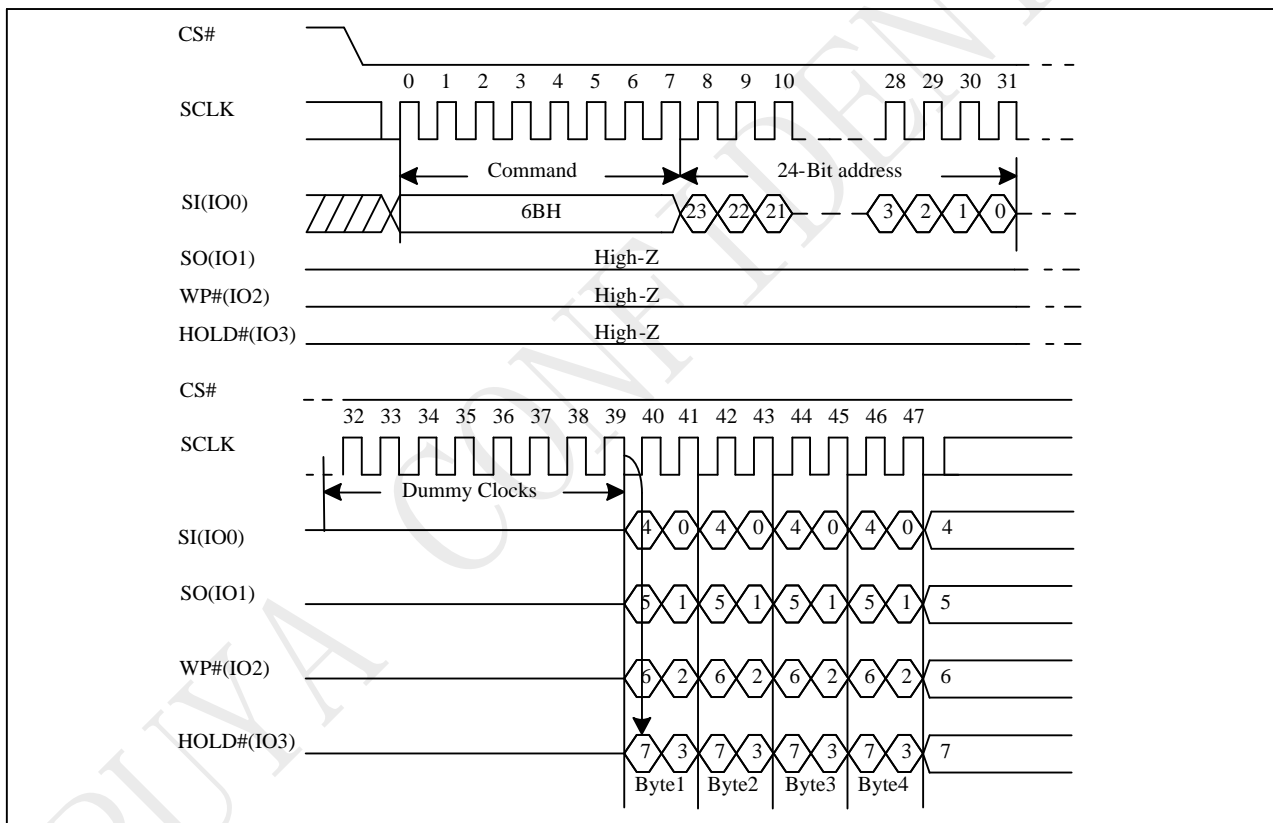 CS#
0 1 2 3 4 5 6 7 8 9 10 28 29 30 31
SCLK
Command 24-Bit address
SI(IO0) 6BH 23 22 21 3 2 1 0
SO(IO1) High-Z
WP#(IO2) High-Z
HOLD#(IO3) High-Z
CS#
32 33 34 35 36 37 38 39 40 41 42 43 44 45 46 47
SCLK
Dummy Clocks
SI(IO0) 4 0 4 0 4 0 4 0 4
SO(IO1) 5 1 5 1 5 1 5 1 5
WP#(IO2) 6 2 6 2 6 2 6 2 6
HOLD#(IO3) 7 3 7 3 7 3 7 3 7
Byte1 Byte2 Byte3 Byte4
PUYA CONFIDENT